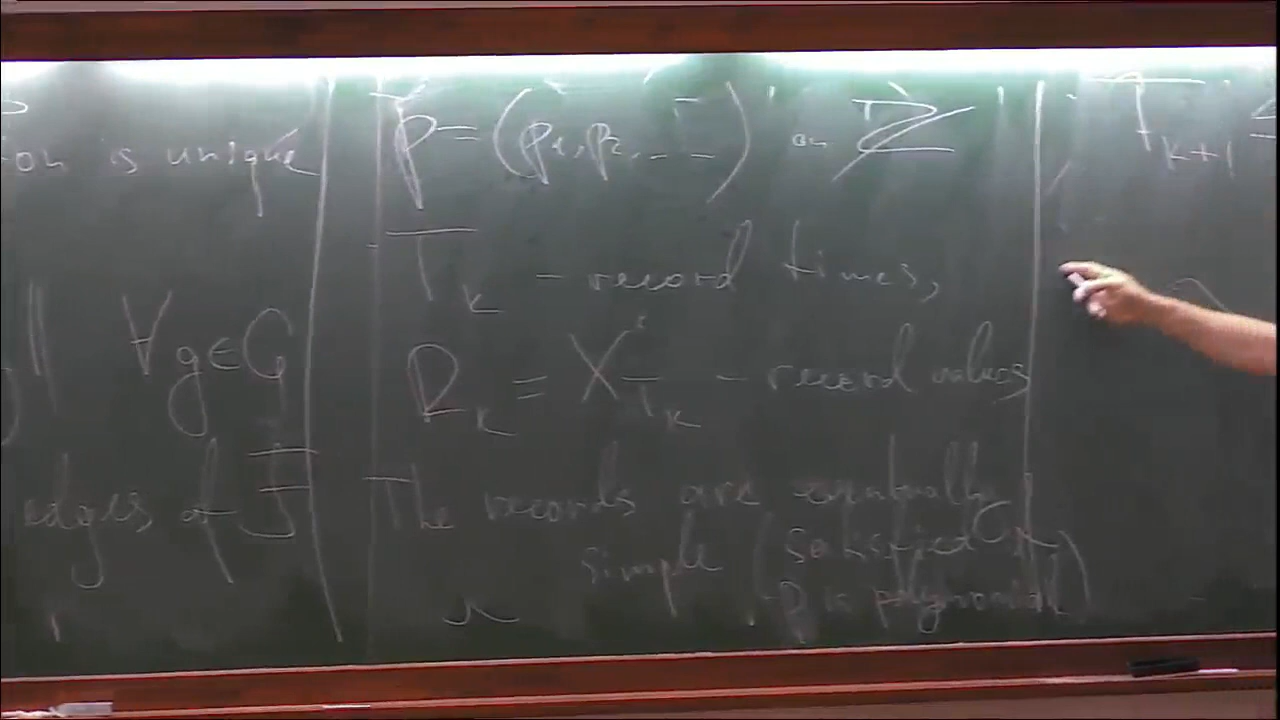 on is unique
∀g∈G
edges of
p = (p₁, p₂, ...) on ℤ
T_k – record times,
R_k = X_{T_k} – record values
The records are eventually
simple (satisfied
p is polynomial)
T_{k+1} ≤